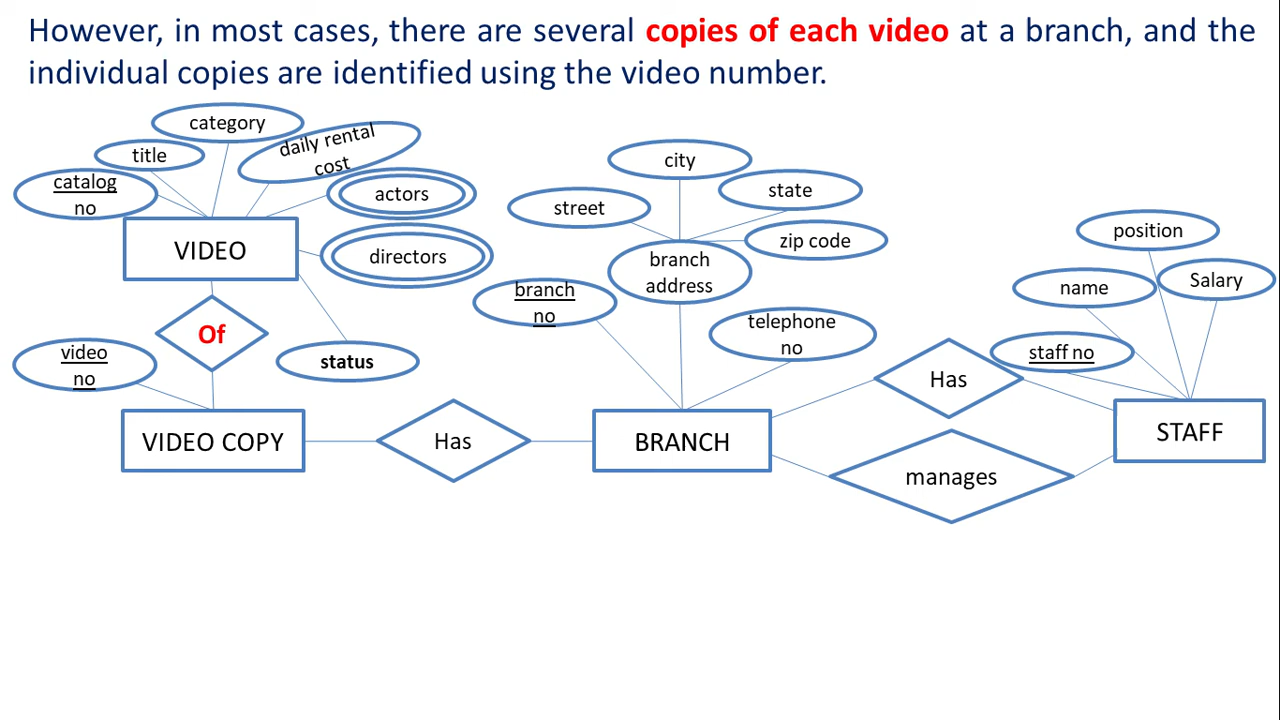 However, in most cases, there are several copies of each video at a branch, and the
individual copies are identified using the video number.
category
daily rental
cost
title
catalog
no
actors
VIDEO
directors
Of
status
video
no
VIDEO COPY
Has
city
state
street
zip code
branch
address
branch
no
telephone
no
BRANCH
Has
manages
position
Salary
name
staff no
STAFF